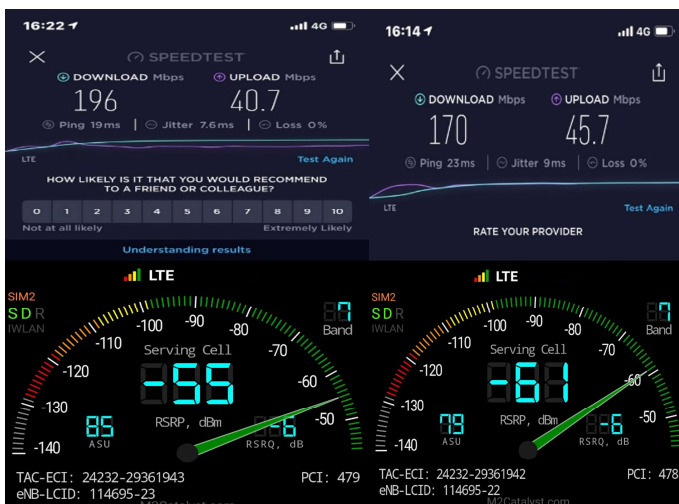 16:22
4G
SPEEDTEST
DOWNLOAD Mbps
UPLOAD Mbps
196
40.7
Ping 19ms | Jitter 7.6ms | Loss 0%
LTE
Test Again
HOW LIKELY IS IT THAT YOU WOULD RECOMMEND
TO A FRIEND OR COLLEAGUE?
0 1 2 3 4 5 6 7 8 9 10
Not at all likely
Extremely Likely
Understanding results
LTE
SIM2
SDR
IWLAN
7
Band
-140 -130 -120 -110 -100 -90 -80 -70 -60 -50
Serving Cell
-55
RSRP, dBm
85
ASU
-6
RSRQ, dB
TAC-ECI: 24232-29361943
PCI: 479
eNB-LCID: 114695-23
M2Catalyst.com
16:14
4G
SPEEDTEST
DOWNLOAD Mbps
UPLOAD Mbps
170
45.7
Ping 23ms | Jitter 9ms | Loss 0%
LTE
Test Again
RATE YOUR PROVIDER
LTE
SIM2
SDR
IWLAN
7
Band
-140 -130 -120 -110 -100 -90 -80 -70 -60 -50
Serving Cell
-61
RSRP, dBm
79
ASU
-6
RSRQ, dB
TAC-ECI: 24232-29361942
PCI: 478
eNB-LCID: 114695-22
M2Catalyst.com